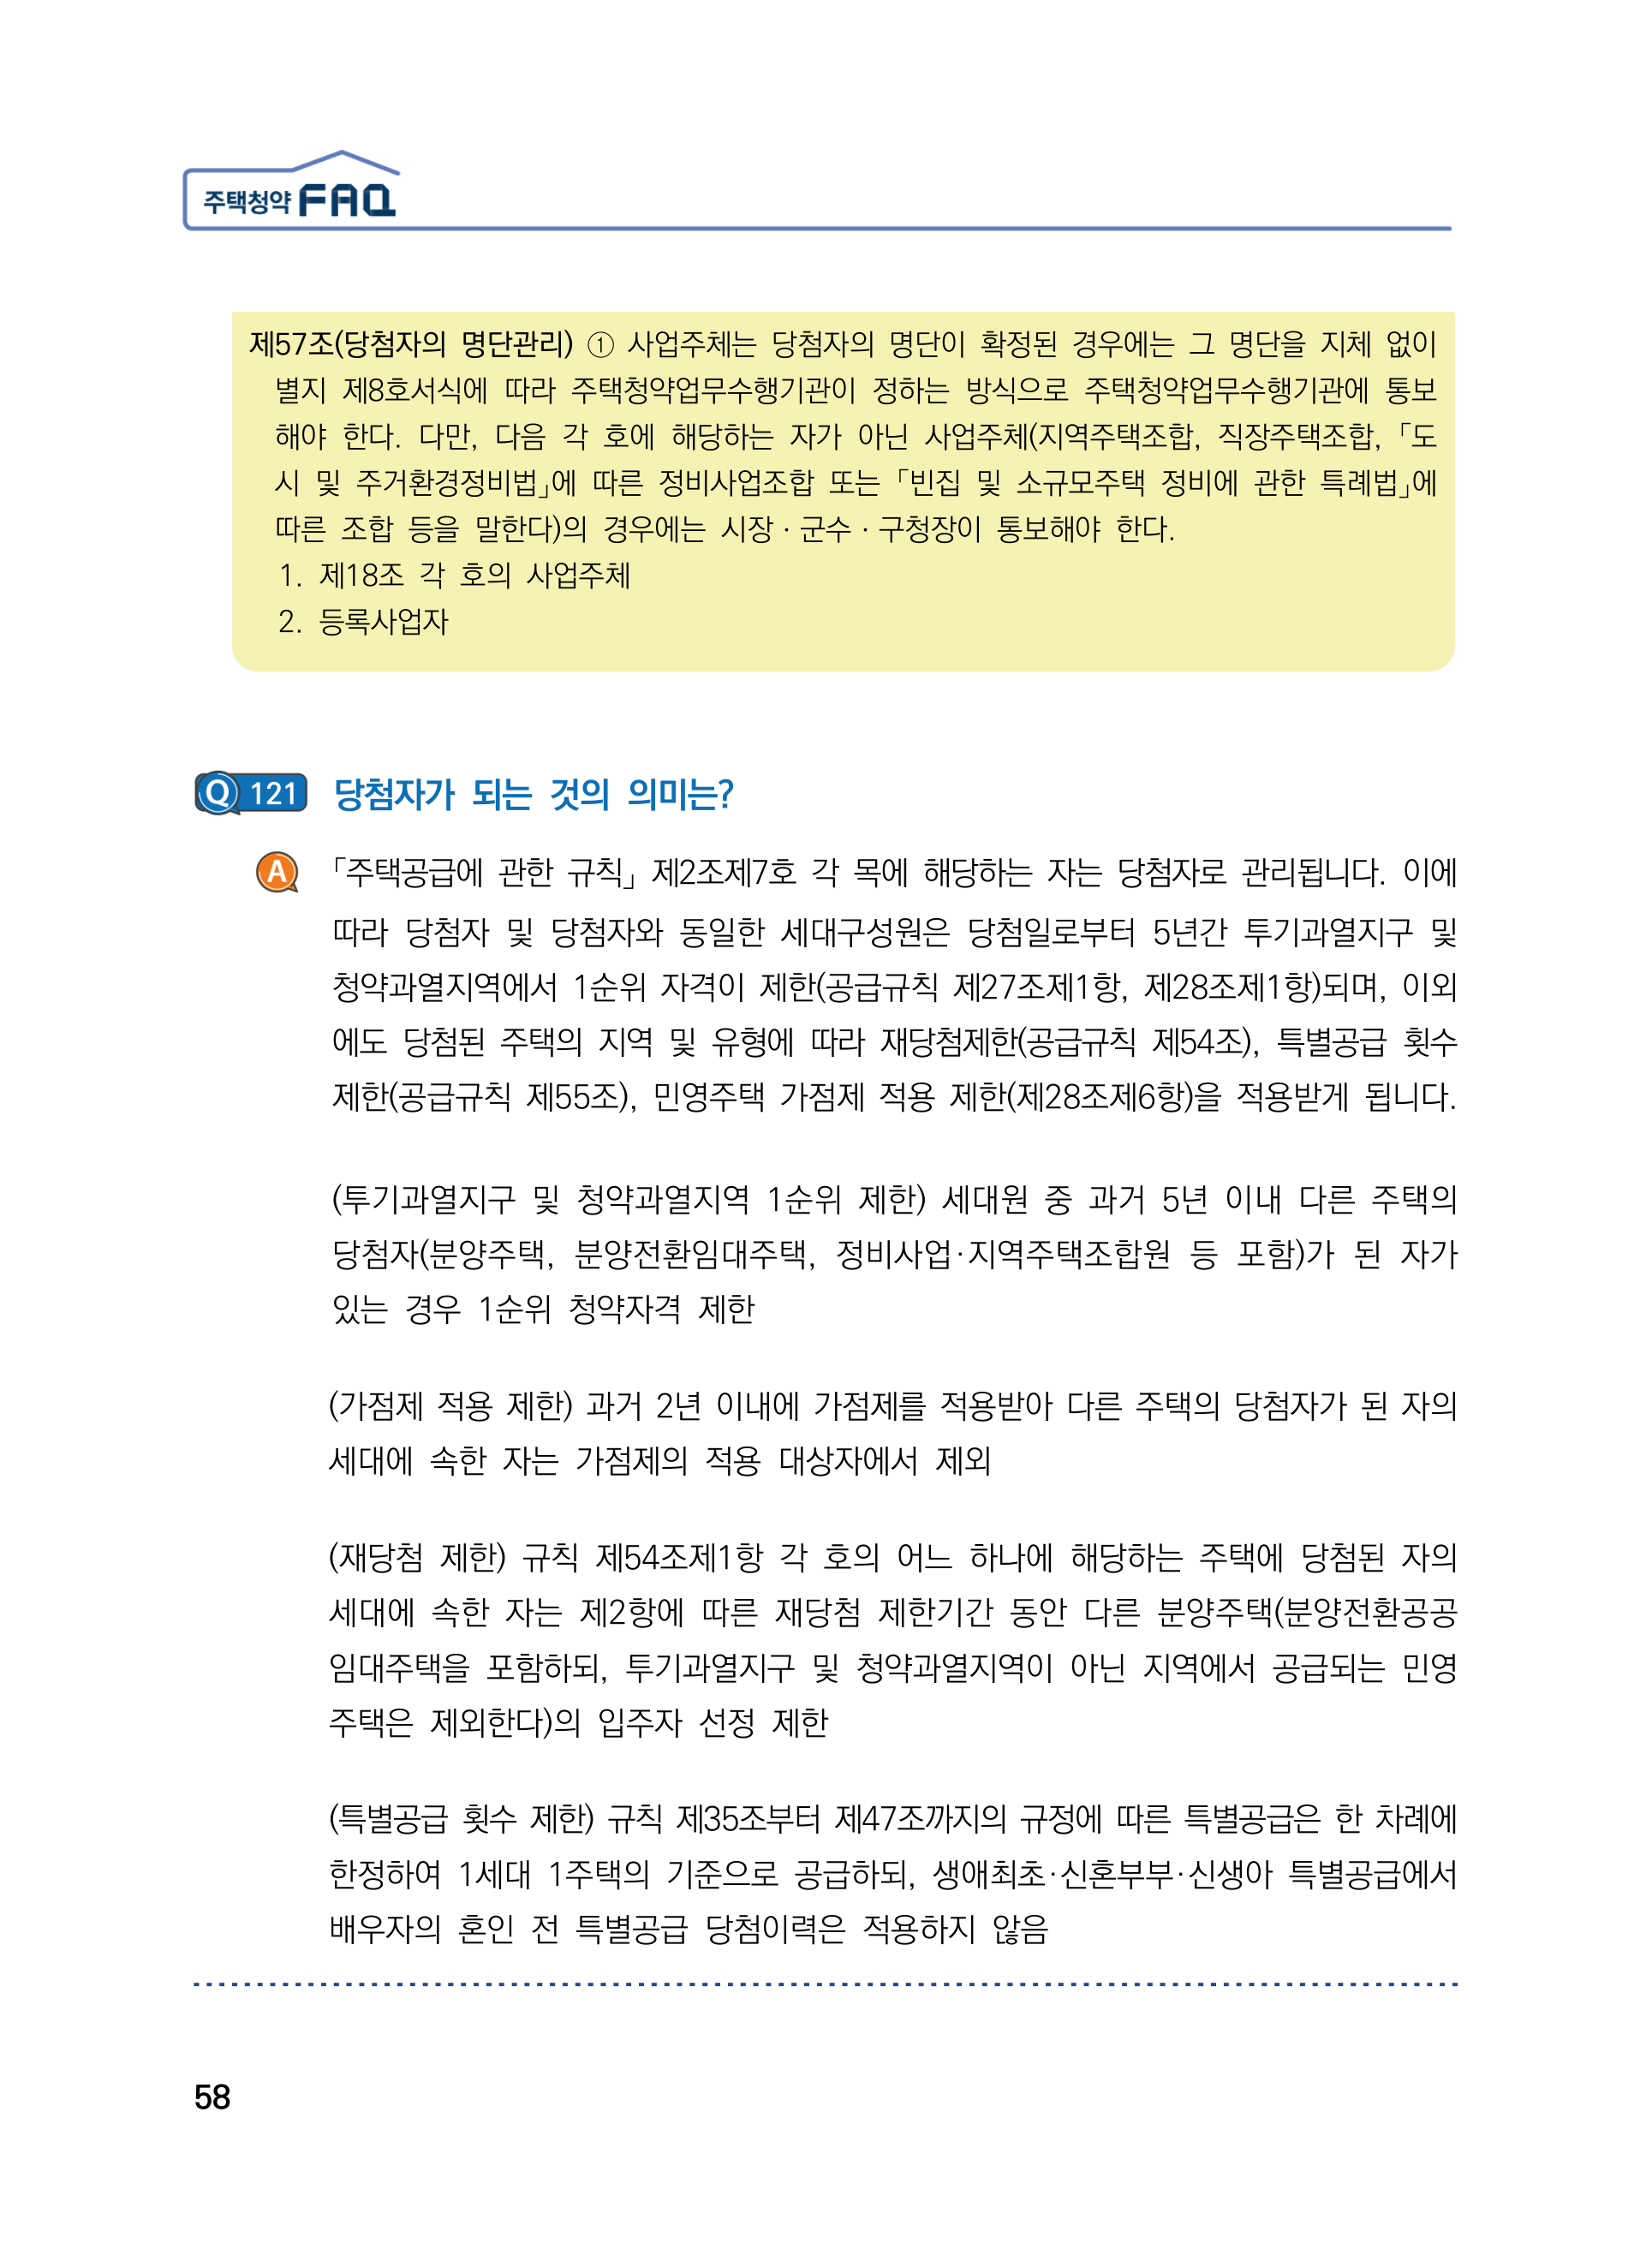 주택청약 FAQ
제57조(당첨자의 명단관리) ① 사업주체는 당첨자의 명단이 확정된 경우에는 그 명단을 지체 없이
별지 제8호서식에 따라 주택청약업무수행기관이 정하는 방식으로 주택청약업무수행기관에 통보
해야 한다. 다만, 다음 각 호에 해당하는 자가 아닌 사업주체(지역주택조합, 직장주택조합, 「도
시 및 주거환경정비법」에 따른 정비사업조합 또는 「빈집 및 소규모주택 정비에 관한 특례법」에
따른 조합 등을 말한다)의 경우에는 시장 · 군수 · 구청장이 통보해야 한다.
1. 제18조 각 호의 사업주체
2. 등록사업자
Q 121 당첨자가 되는 것의 의미는?
A 「주택공급에 관한 규칙」 제2조제7호 각 목에 해당하는 자는 당첨자로 관리됩니다. 이에
따라 당첨자 및 당첨자와 동일한 세대구성원은 당첨일로부터 5년간 투기과열지구 및
청약과열지역에서 1순위 자격이 제한(공급규칙 제27조제1항, 제28조제1항)되며, 이외
에도 당첨된 주택의 지역 및 유형에 따라 재당첨제한(공급규칙 제54조), 특별공급 횟수
제한(공급규칙 제55조), 민영주택 가점제 적용 제한(제28조제6항)을 적용받게 됩니다.
(투기과열지구 및 청약과열지역 1순위 제한) 세대원 중 과거 5년 이내 다른 주택의
당첨자(분양주택, 분양전환임대주택, 정비사업·지역주택조합원 등 포함)가 된 자가
있는 경우 1순위 청약자격 제한
(가점제 적용 제한) 과거 2년 이내에 가점제를 적용받아 다른 주택의 당첨자가 된 자의
세대에 속한 자는 가점제의 적용 대상자에서 제외
(재당첨 제한) 규칙 제54조제1항 각 호의 어느 하나에 해당하는 주택에 당첨된 자의
세대에 속한 자는 제2항에 따른 재당첨 제한기간 동안 다른 분양주택(분양전환공공
임대주택을 포함하되, 투기과열지구 및 청약과열지역이 아닌 지역에서 공급되는 민영
주택은 제외한다)의 입주자 선정 제한
(특별공급 횟수 제한) 규칙 제35조부터 제47조까지의 규정에 따른 특별공급은 한 차례에
한정하여 1세대 1주택의 기준으로 공급하되, 생애최초·신혼부부·신생아 특별공급에서
배우자의 혼인 전 특별공급 당첨이력은 적용하지 않음
58